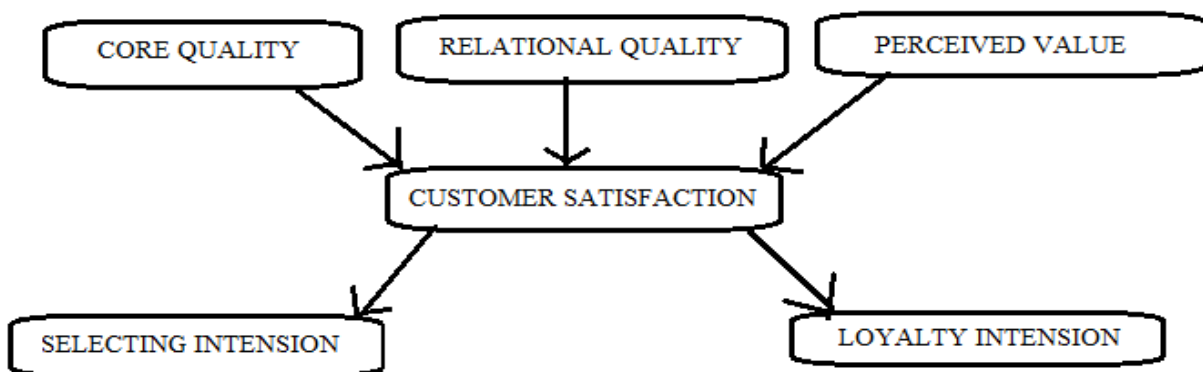 CORE QUALITY
RELATIONAL QUALITY
PERCEIVED VALUE
CUSTOMER SATISFACTION
SELECTING INTENSION
LOYALTY INTENSION